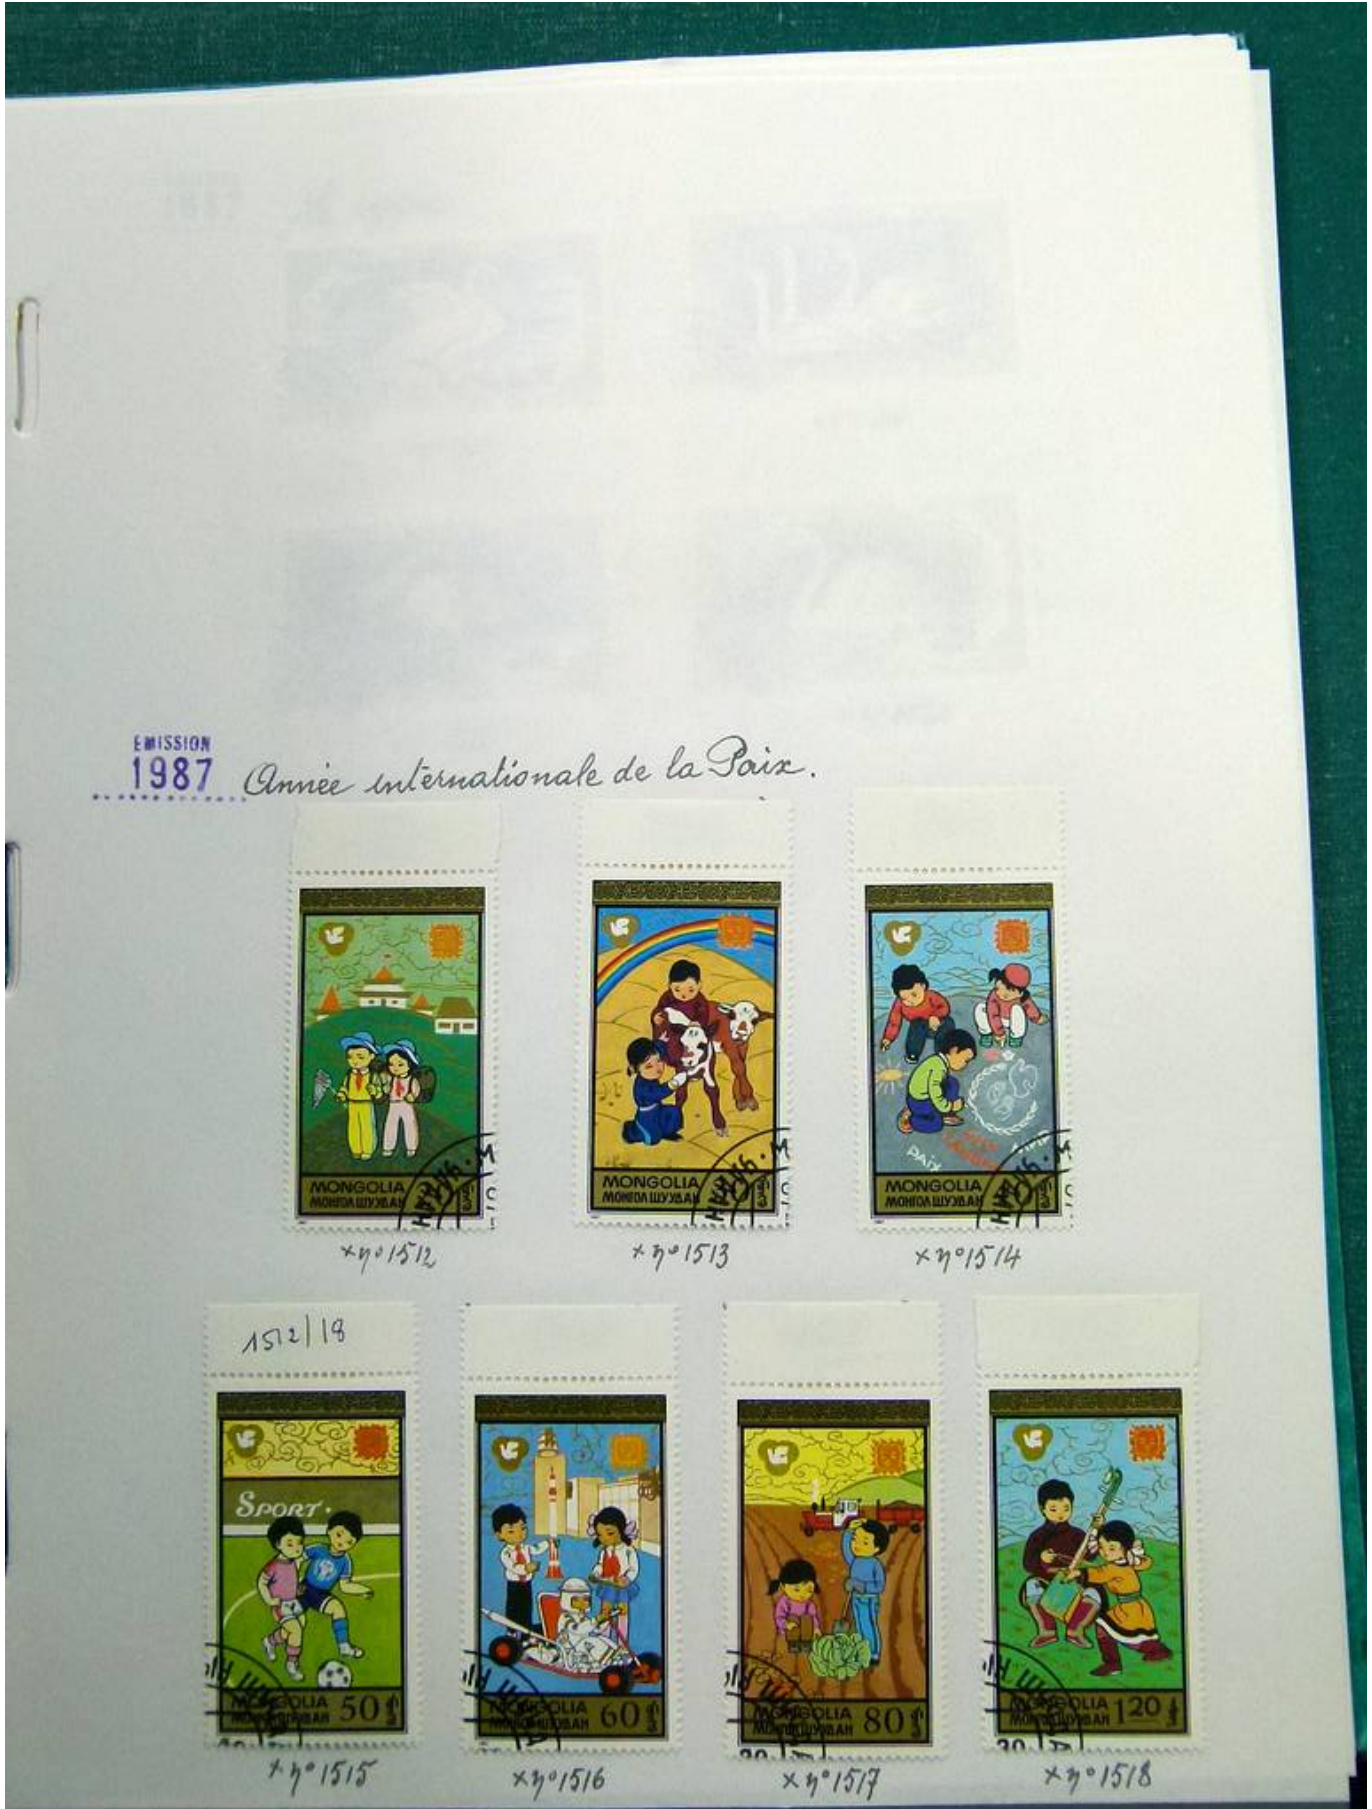 EMISSION
1987 Année internationale de la Paix.
PAIX
MONGOLIA MONGOLIA MONGOLIA
МОНГОЛ ШУУДАН МОНГОЛ ШУУДАН МОНГОЛ ШУУДАН
x n° 1512 x n° 1513 x n° 1514
1512/18
SPORT.
MONGOLIA 50 MONGOLIA 60 MONGOLIA 80 MONGOLIA 120
МОНГОЛ ШУУДАН МОНГОЛ ШУУДАН МОНГОЛ ШУУДАН МОНГОЛ ШУУДАН
x n° 1515 x n° 1516 x n° 1517 x n° 1518